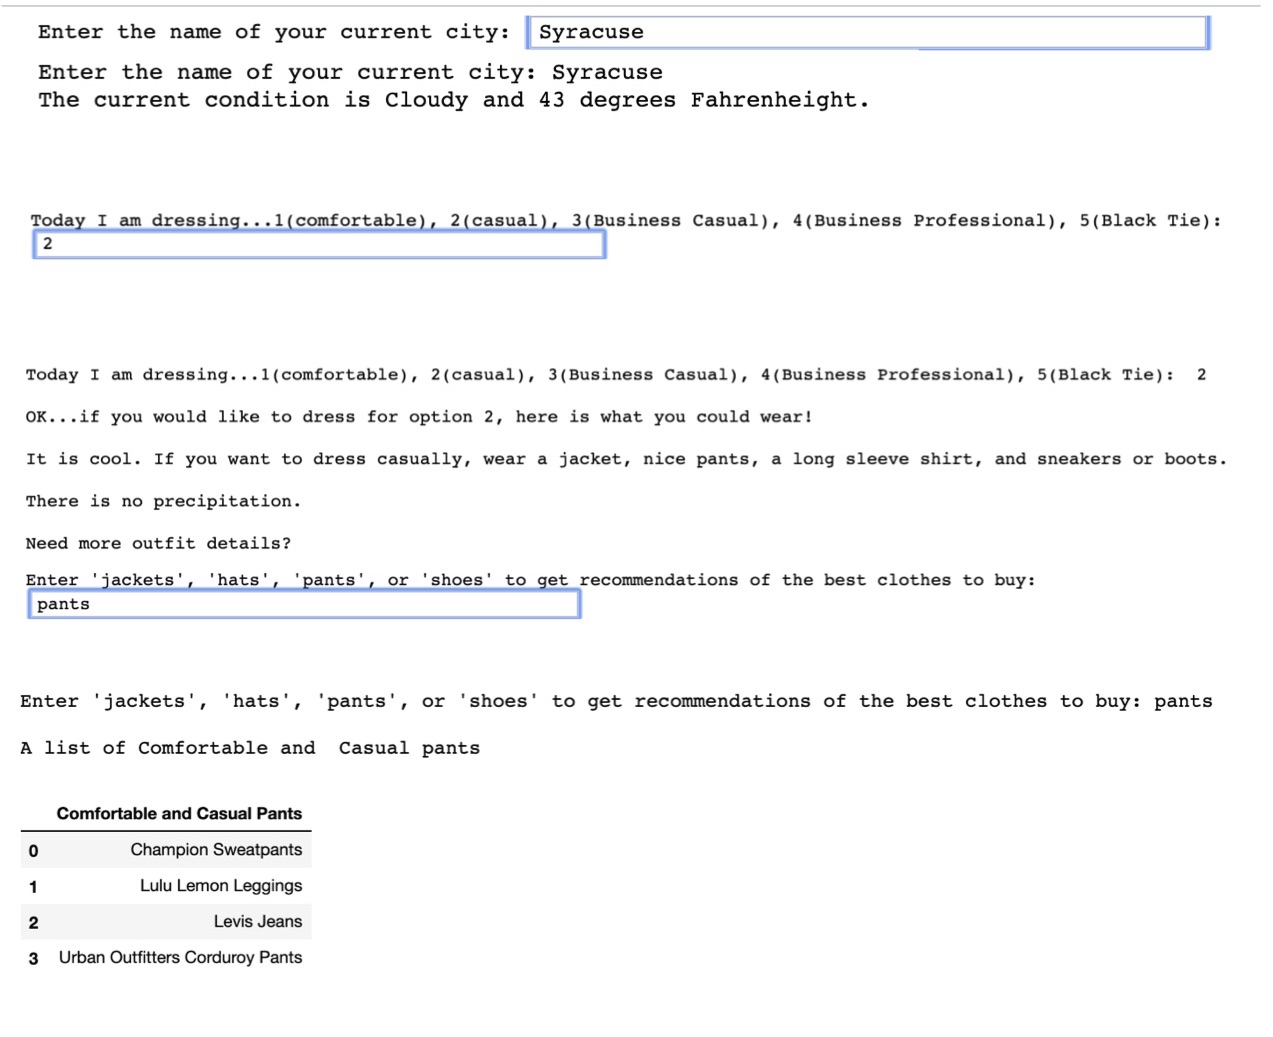 Enter the name of your current city: Syracuse
Enter the name of your current city: Syracuse
The current condition is Cloudy and 43 degrees Fahrenheight.
Today I am dressing...1(comfortable), 2(casual), 3(Business Casual), 4(Business Professional), 5(Black Tie):
2
Today I am dressing...1(comfortable), 2(casual), 3(Business Casual), 4(Business Professional), 5(Black Tie):  2
OK...if you would like to dress for option 2, here is what you could wear!
It is cool. If you want to dress casually, wear a jacket, nice pants, a long sleeve shirt, and sneakers or boots.
There is no precipitation.
Need more outfit details?
Enter 'jackets', 'hats', 'pants', or 'shoes' to get recommendations of the best clothes to buy:
pants
Enter 'jackets', 'hats', 'pants', or 'shoes' to get recommendations of the best clothes to buy: pants
A list of Comfortable and  Casual pants
Comfortable and Casual Pants
0 Champion Sweatpants
1 Lulu Lemon Leggings
2 Levis Jeans
3 Urban Outfitters Corduroy Pants